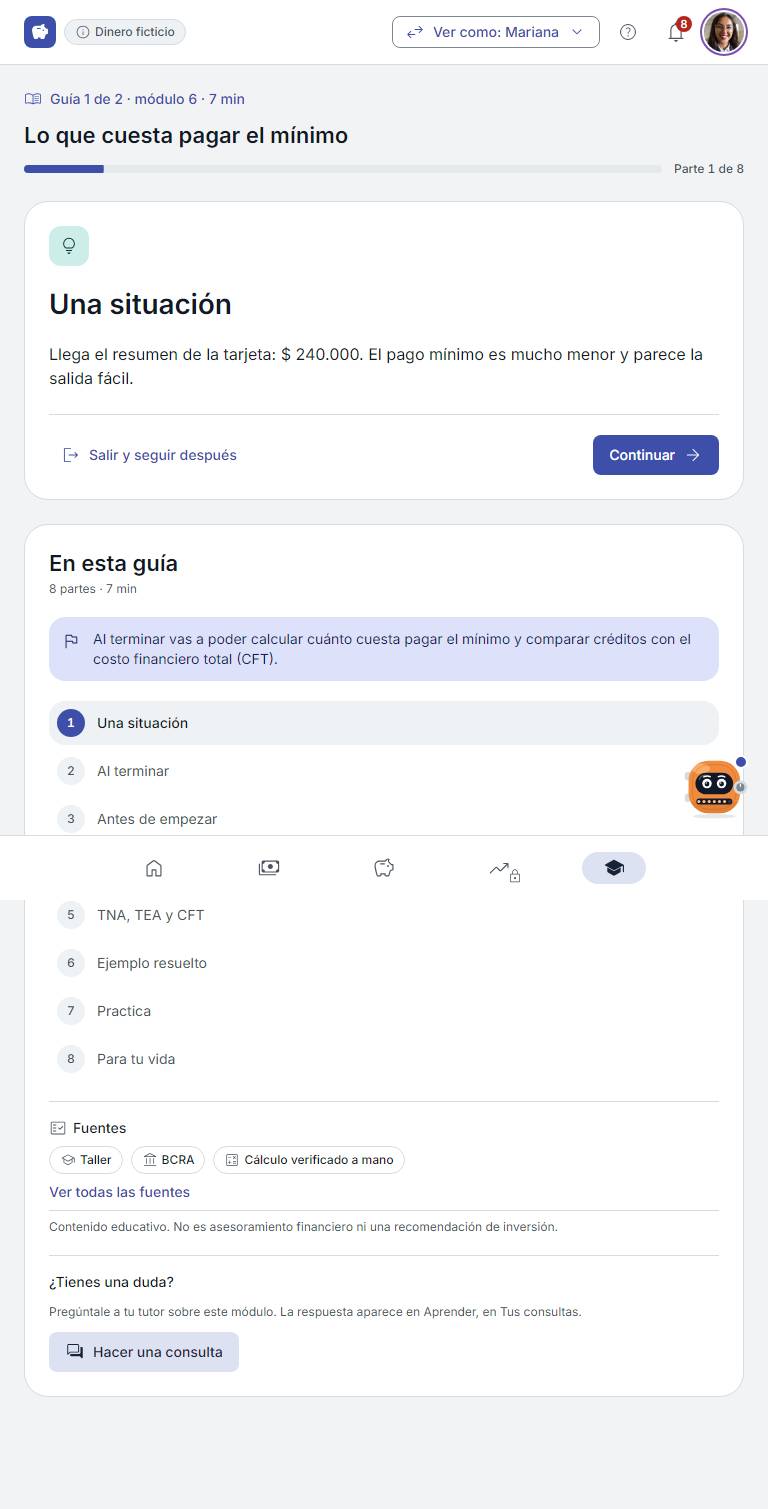 Dinero ficticio
Ver como: Mariana
8
Guía 1 de 2 · módulo 6 · 7 min
Lo que cuesta pagar el mínimo
Parte 1 de 8
Una situación
Llega el resumen de la tarjeta: $ 240.000. El pago mínimo es mucho menor y parece la
salida fácil.
Salir y seguir después
Continuar
En esta guía
8 partes · 7 min
Al terminar vas a poder calcular cuánto cuesta pagar el mínimo y comparar créditos con el
costo financiero total (CFT).
1 Una situación
2 Al terminar
3 Antes de empezar
5 TNA, TEA y CFT
6 Ejemplo resuelto
7 Practica
8 Para tu vida
Fuentes
Taller
BCRA
Cálculo verificado a mano
Ver todas las fuentes
Contenido educativo. No es asesoramiento financiero ni una recomendación de inversión.
¿Tienes una duda?
Pregúntale a tu tutor sobre este módulo. La respuesta aparece en Aprender, en Tus consultas.
Hacer una consulta